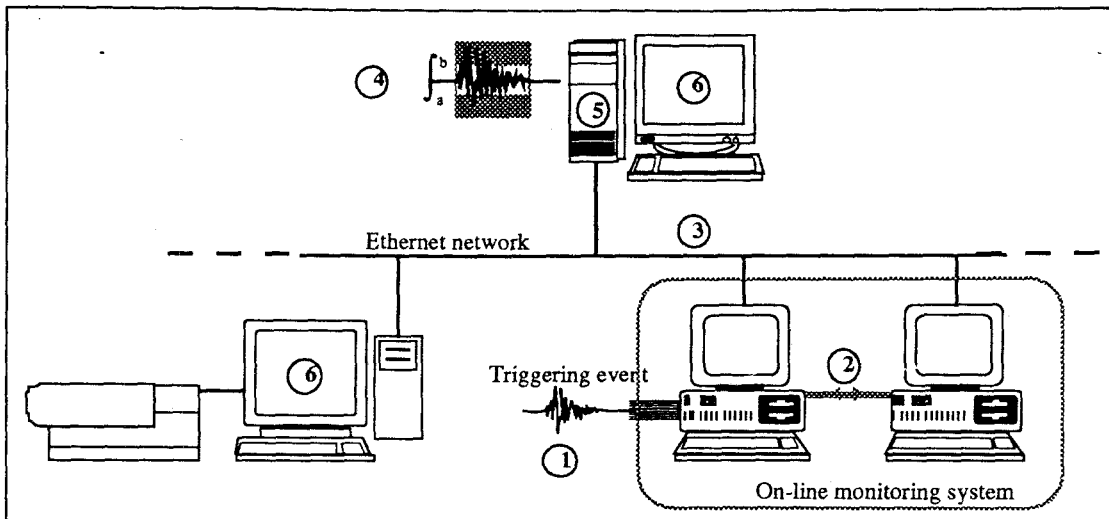 b
4
a
5
6
3
Ethernet network
6
Triggering event
2
1
On-line monitoring system